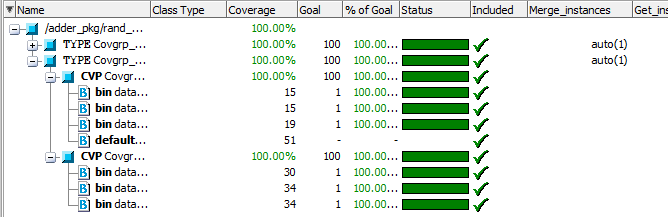 Name Class Type Coverage Goal % of Goal Status Included Merge_instances Get_ins
/adder_pkg/rand_... 100.00%
TYPE Covgrp_... 100.00% 100 100.00... auto(1)
TYPE Covgrp_... 100.00% 100 100.00... auto(1)
CVP Covgr... 100.00% 100 100.00...
B bin data... 15 1 100.00...
B bin data... 15 1 100.00...
B bin data... 19 1 100.00...
B default... 51 - -
CVP Covgr... 100.00% 100 100.00...
B bin data... 30 1 100.00...
B bin data... 34 1 100.00...
B bin data... 34 1 100.00...